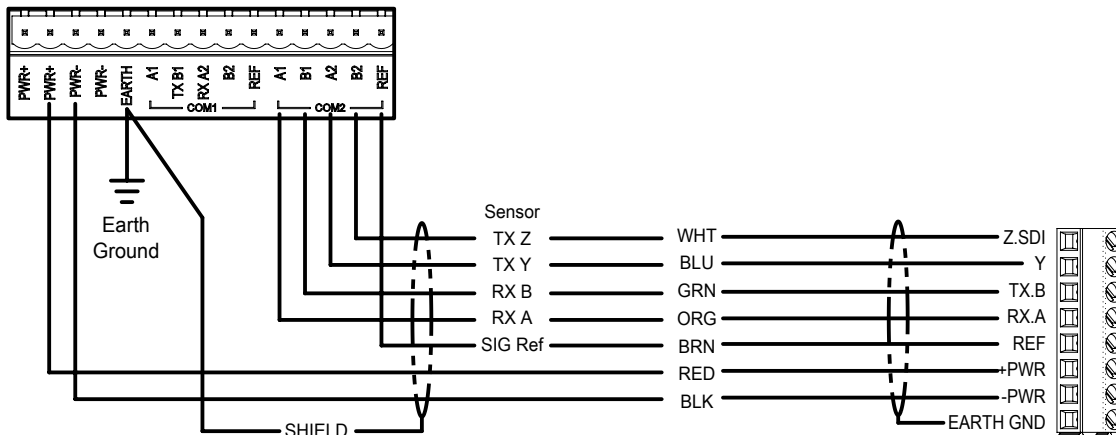 PWR+
PWR+
PWR-
PWR-
EARTH
A1
TX B1
RX A2
B2
REF
A1
B1
A2
B2
REF
COM1
COM2
Earth
Ground
Sensor
TX Z
WHT
Z.SDI
TX Y
BLU
Y
RX B
GRN
TX.B
RX A
ORG
RX.A
SIG Ref
BRN
REF
RED
+PWR
BLK
-PWR
SHIELD
EARTH GND